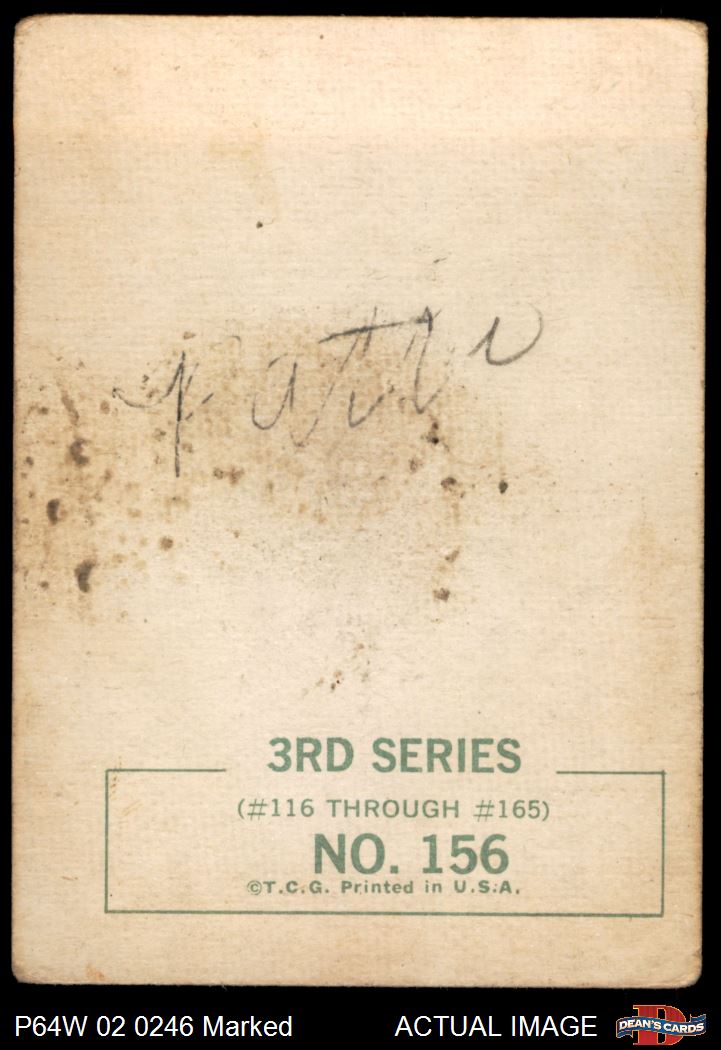 3RD SERIES
(#116 THROUGH #165)
NO. 156
©T.C.G. Printed in U.S.A.
P64W 02 0246 Marked
ACTUAL IMAGE
DEAN'S CARDS